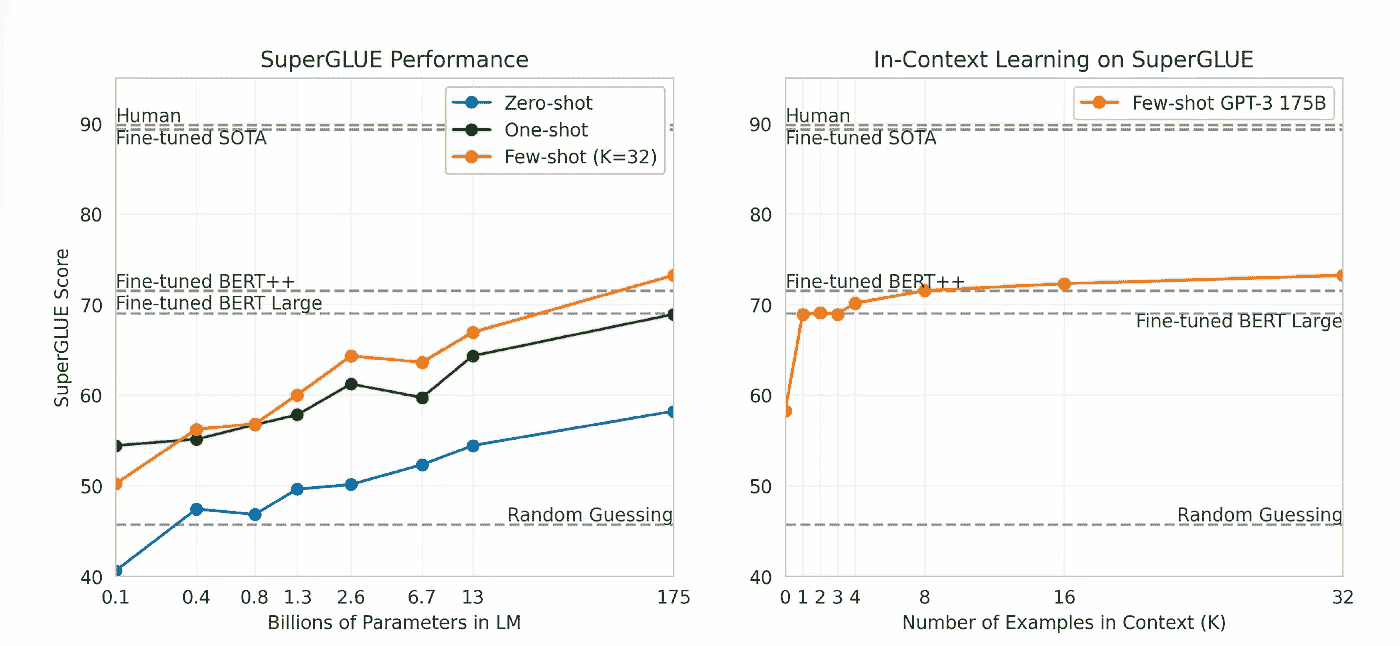 SuperGLUE Performance
Human
Fine-tuned SOTA
Zero-shot
One-shot
Few-shot (K=32)
Fine-tuned BERT++
Fine-tuned BERT Large
Random Guessing
SuperGLUE Score
90
80
70
60
50
40
0.1 0.4 0.8 1.3 2.6 6.7 13 175
Billions of Parameters in LM
In-Context Learning on SuperGLUE
Human
Fine-tuned SOTA
Few-shot GPT-3 175B
Fine-tuned BERT++
Fine-tuned BERT Large
Random Guessing
90
80
70
60
50
40
0 1 2 3 4 8 16 32
Number of Examples in Context (K)